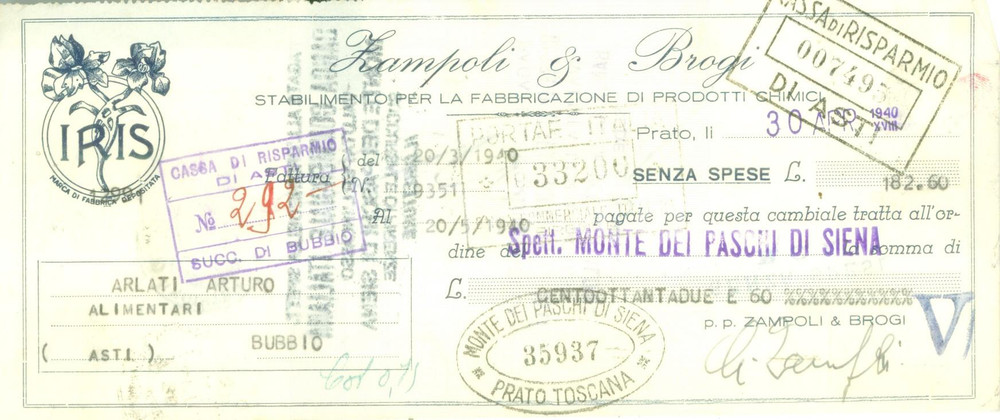 Zampoli & Brogi
STABILIMENTO PER LA FABBRICAZIONE DI PRODOTTI CHIMICI
IRIS
MARCA DI FABBRICA DEPOSITATA
CASSA DI RISPARMIO
007495
DI ASTI
Prato, li 30 APR 1940 XVIII
CASSA DI RISPARMIO
DI ASTI
No 292
SUCC. DI BUBBIO
Fattura N. 9351 del 20/3/1940
33200
SENZA SPESE L. 182.60
Al 20/5/1940 pagate per questa cambiale tratta all'or-
dine del Spett. MONTE DEI PASCHI DI SIENA la somma di
L. CENTOOTTANTADUE E 60 %%%%%%%%%%%
p. p. ZAMPOLI & BROGI
ARLATI ARTURO
ALIMENTARI
BUBBIO
( ASTI )
MONTE DEI PASCHI DI SIENA
35937
PRATO TOSCANA